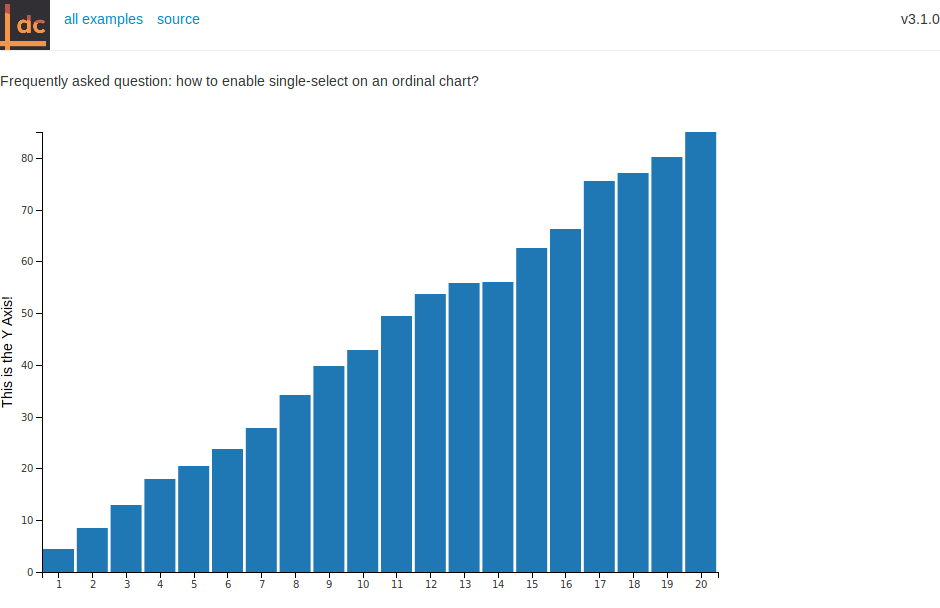 dc
all examples source
v3.1.0
Frequently asked question: how to enable single-select on an ordinal chart?
This is the Y Axis!
80
70
60
50
40
30
20
10
0
1 2 3 4 5 6 7 8 9 10 11 12 13 14 15 16 17 18 19 20